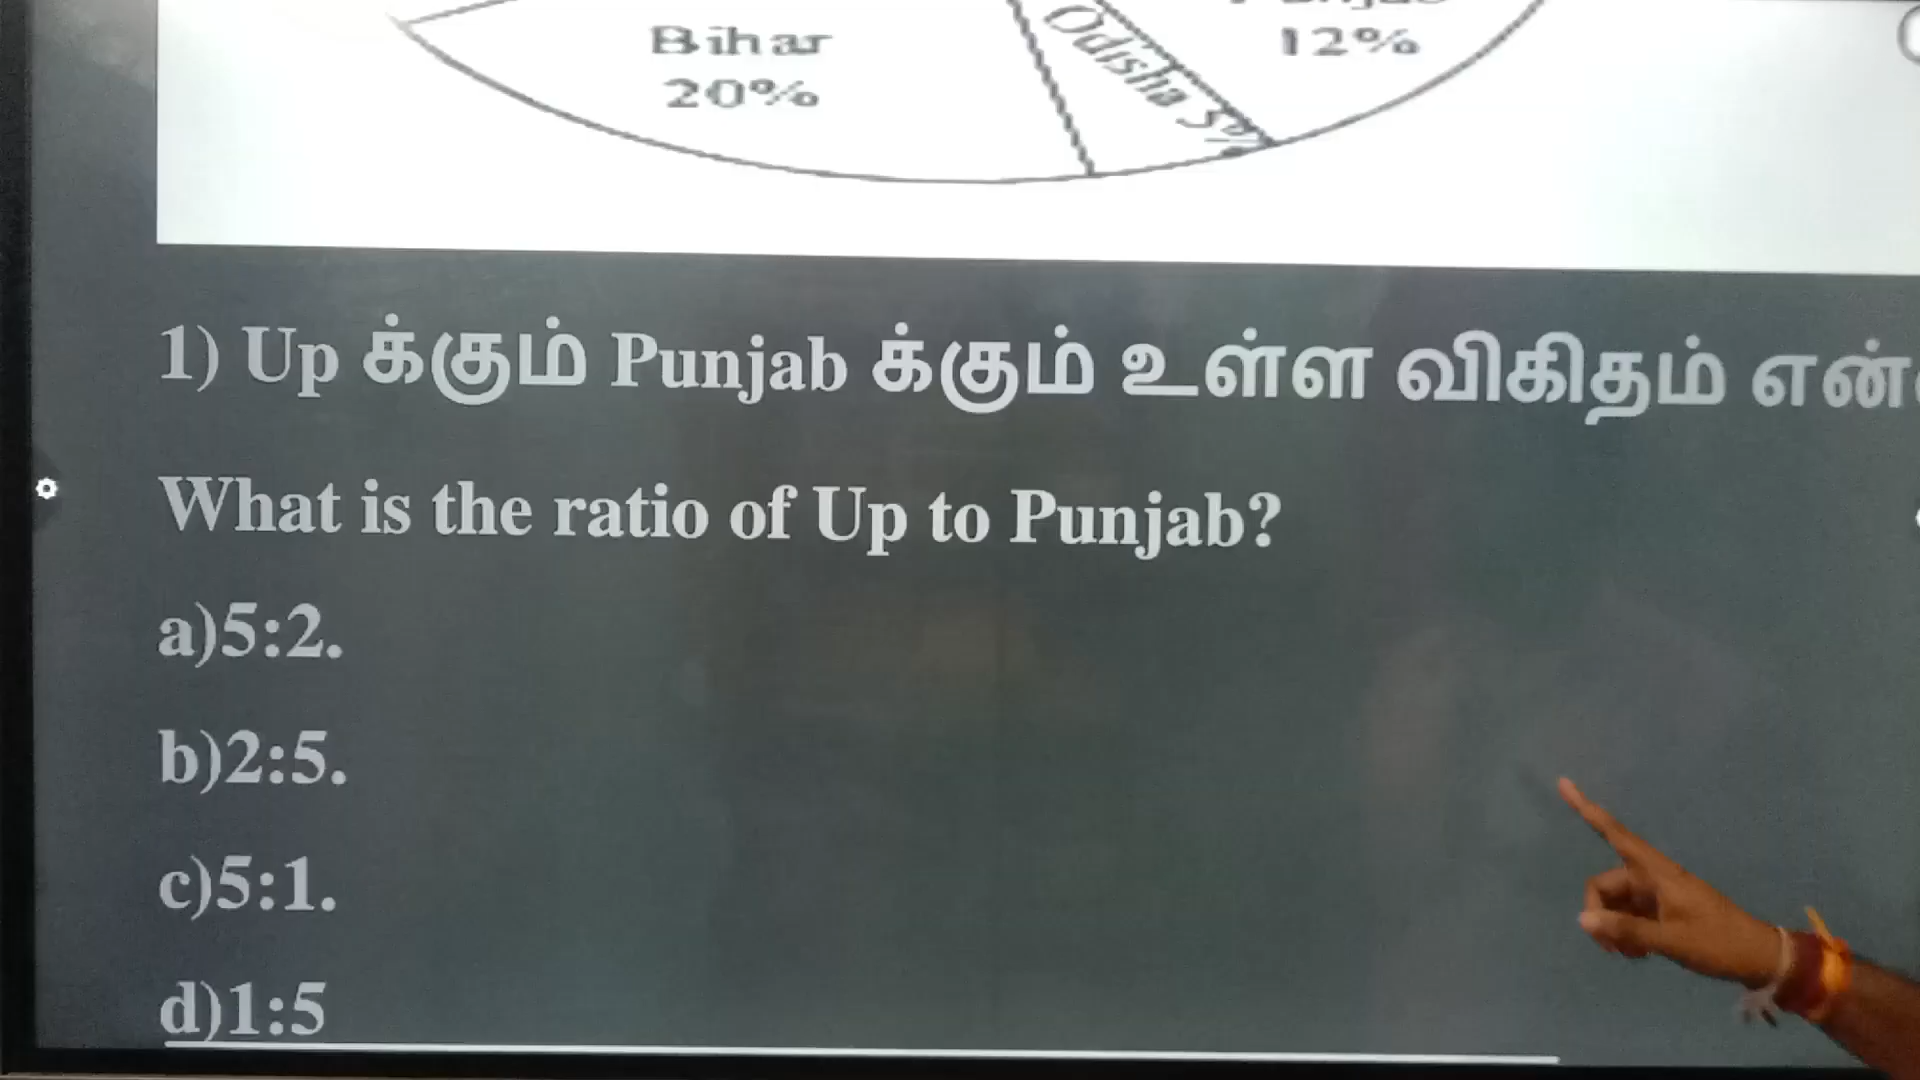 Bihar
20%
Odisha 5%
12%
1) Up க்கும் Punjab க்கும் உள்ள விகிதம்
What is the ratio of Up to Punjab?
a)5:2.
b)2:5.
c)5:1.
d)1:5